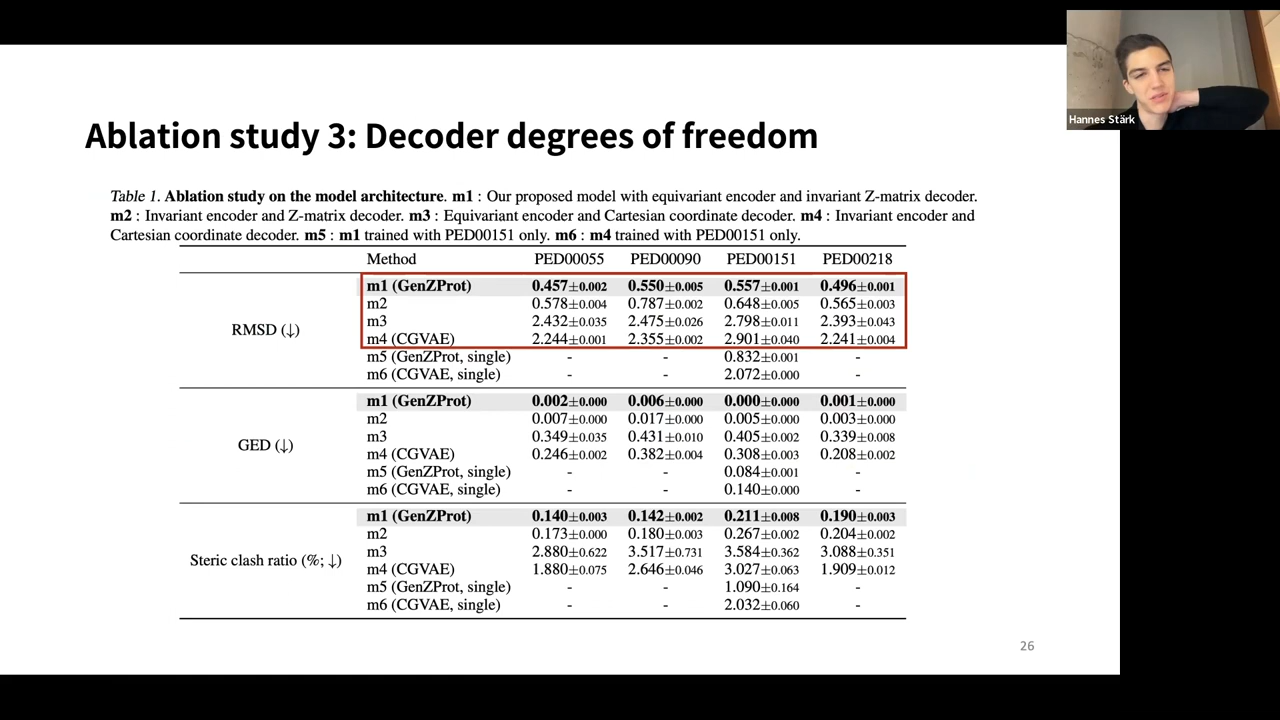 Hannes Stärk
Ablation study 3: Decoder degrees of freedom
Table 1. Ablation study on the model architecture. m1 : Our proposed model with equivariant encoder and invariant Z-matrix decoder.
m2 : Invariant encoder and Z-matrix decoder. m3 : Equivariant encoder and Cartesian coordinate decoder. m4 : Invariant encoder and
Cartesian coordinate decoder. m5 : m1 trained with PED00151 only. m6 : m4 trained with PED00151 only.
Method PED00055 PED00090 PED00151 PED00218
RMSD (↓)
m1 (GenZProt) 0.457±0.002 0.550±0.005 0.557±0.001 0.496±0.001
m2 0.578±0.004 0.787±0.002 0.648±0.005 0.565±0.003
m3 2.432±0.035 2.475±0.026 2.798±0.011 2.393±0.043
m4 (CGVAE) 2.244±0.001 2.355±0.002 2.901±0.040 2.241±0.004
m5 (GenZProt, single) - - 0.832±0.001 -
m6 (CGVAE, single) - - 2.072±0.000 -
GED (↓)
m1 (GenZProt) 0.002±0.000 0.006±0.000 0.000±0.000 0.001±0.000
m2 0.007±0.000 0.017±0.000 0.005±0.000 0.003±0.000
m3 0.349±0.035 0.431±0.010 0.405±0.002 0.339±0.008
m4 (CGVAE) 0.246±0.002 0.382±0.004 0.308±0.003 0.208±0.002
m5 (GenZProt, single) - - 0.084±0.001 -
m6 (CGVAE, single) - - 0.140±0.000 -
Steric clash ratio (%; ↓)
m1 (GenZProt) 0.140±0.003 0.142±0.002 0.211±0.008 0.190±0.003
m2 0.173±0.000 0.180±0.003 0.267±0.002 0.204±0.002
m3 2.880±0.622 3.517±0.731 3.584±0.362 3.088±0.351
m4 (CGVAE) 1.880±0.075 2.646±0.046 3.027±0.063 1.909±0.012
m5 (GenZProt, single) - - 1.090±0.164 -
m6 (CGVAE, single) - - 2.032±0.060 -
26